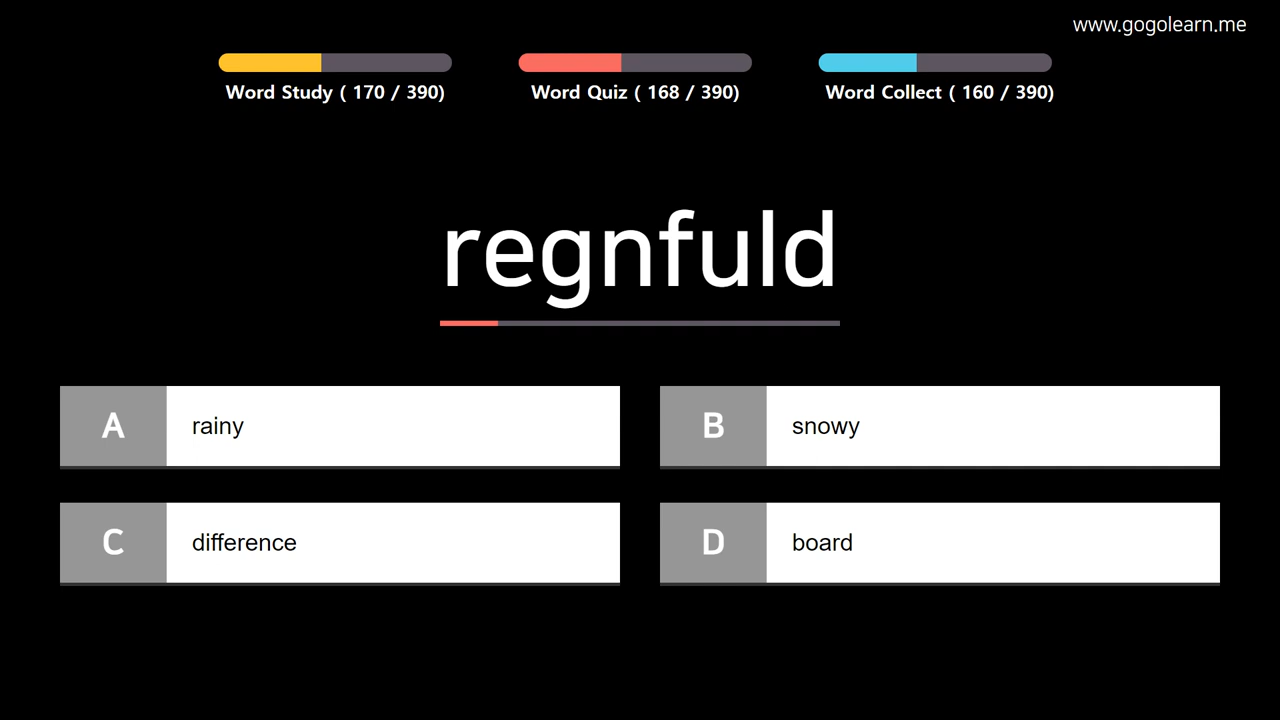 www.gogolearn.me
Word Study ( 170 / 390)
Word Quiz ( 168 / 390)
Word Collect ( 160 / 390)
regnfuld
A rainy
B snowy
C difference
D board